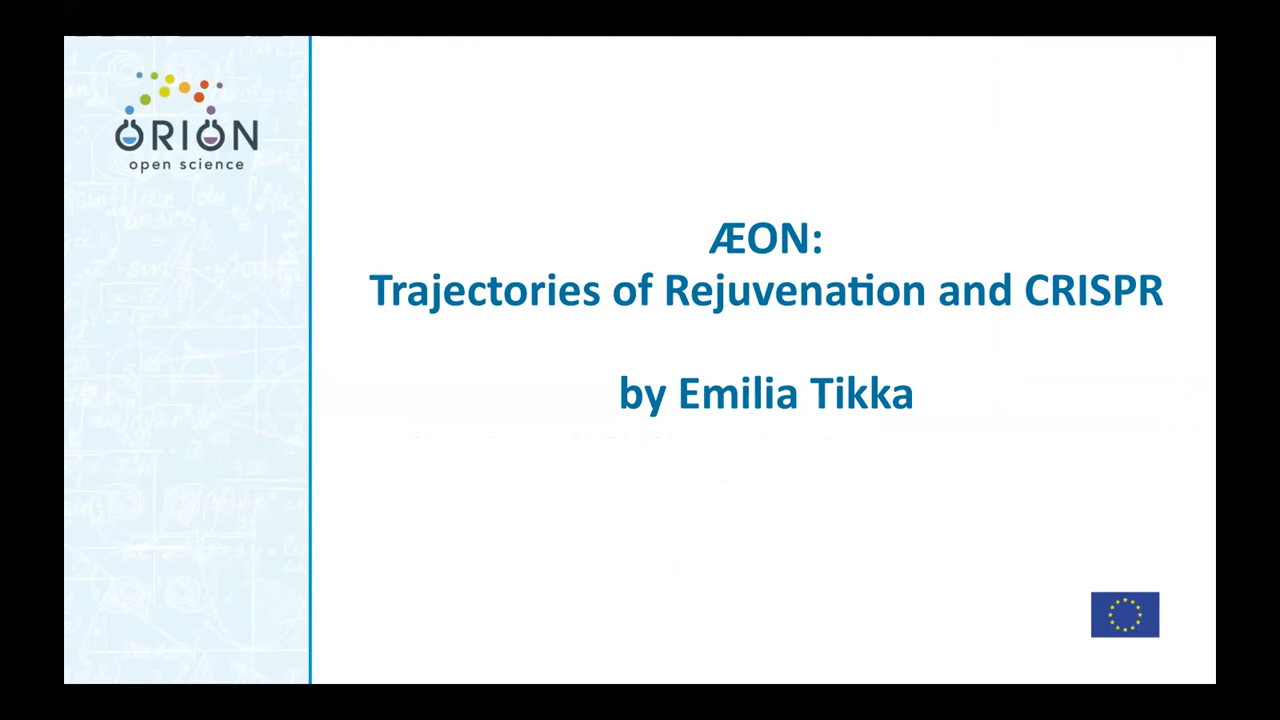 ORION
open science
ÆON:
Trajectories of Rejuvenation and CRISPR
by Emilia Tikka